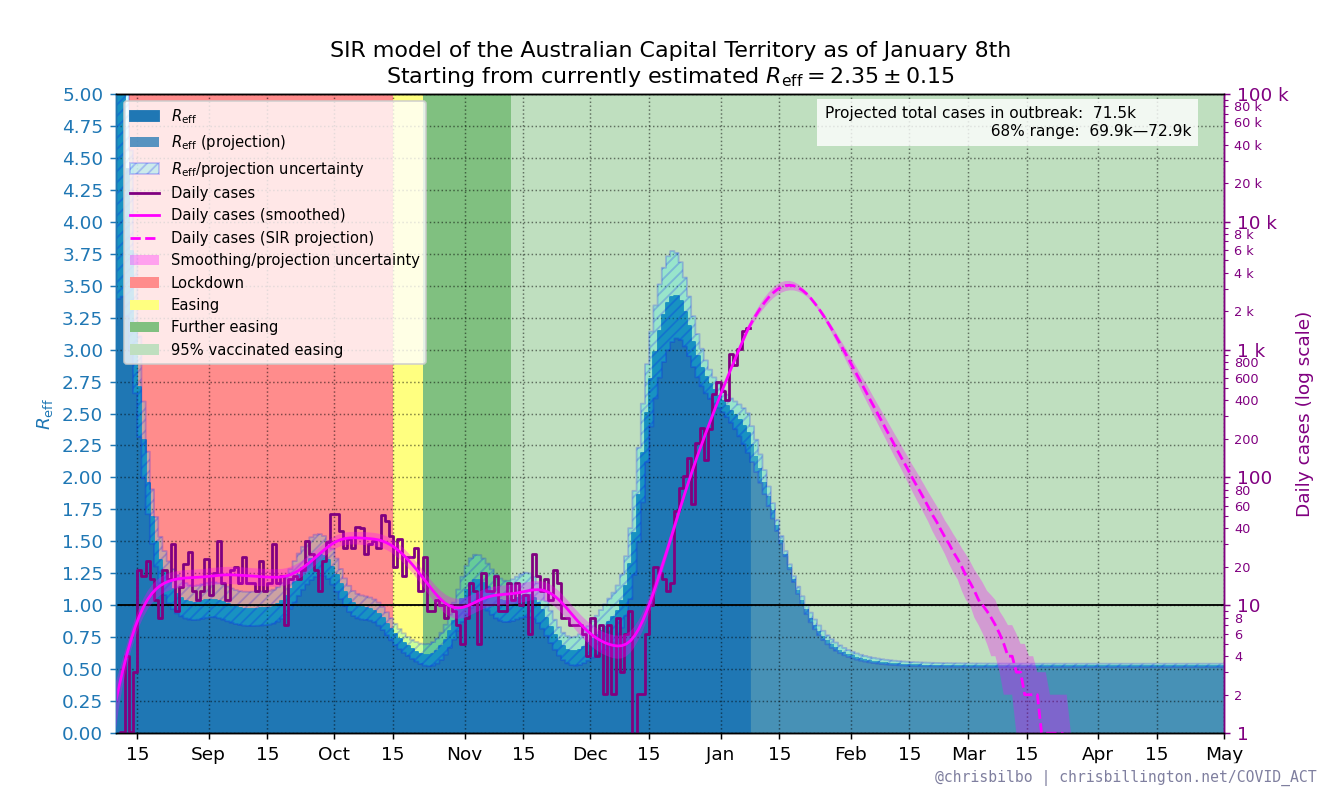 SIR model of the Australian Capital Territory as of January 8th
Starting from currently estimated R_eff = 2.35 ± 0.15
Projected total cases in outbreak: 71.5k
68% range: 69.9k—72.9k
R_eff
R_eff (projection)
R_eff/projection uncertainty
Daily cases
Daily cases (smoothed)
Daily cases (SIR projection)
Smoothing/projection uncertainty
Lockdown
Easing
Further easing
95% vaccinated easing
5.00
4.75
4.50
4.25
4.00
3.75
3.50
3.25
3.00
2.75
2.50
2.25
2.00
1.75
1.50
1.25
1.00
0.75
0.50
0.25
0.00
R_eff
100 k
80 k
60 k
40 k
20 k
10 k
8 k
6 k
4 k
2 k
1 k
800
600
400
200
100
80
60
40
20
10
8
6
4
2
1
Daily cases (log scale)
15 Sep 15 Oct 15 Nov 15 Dec 15 Jan 15 Feb 15 Mar 15 Apr 15 May
@chrisbilbo | chrisbillington.net/COVID_ACT